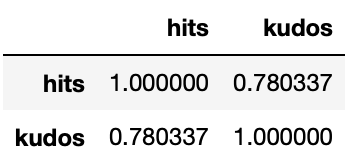 hits kudos
hits 1.000000 0.780337
kudos 0.780337 1.000000